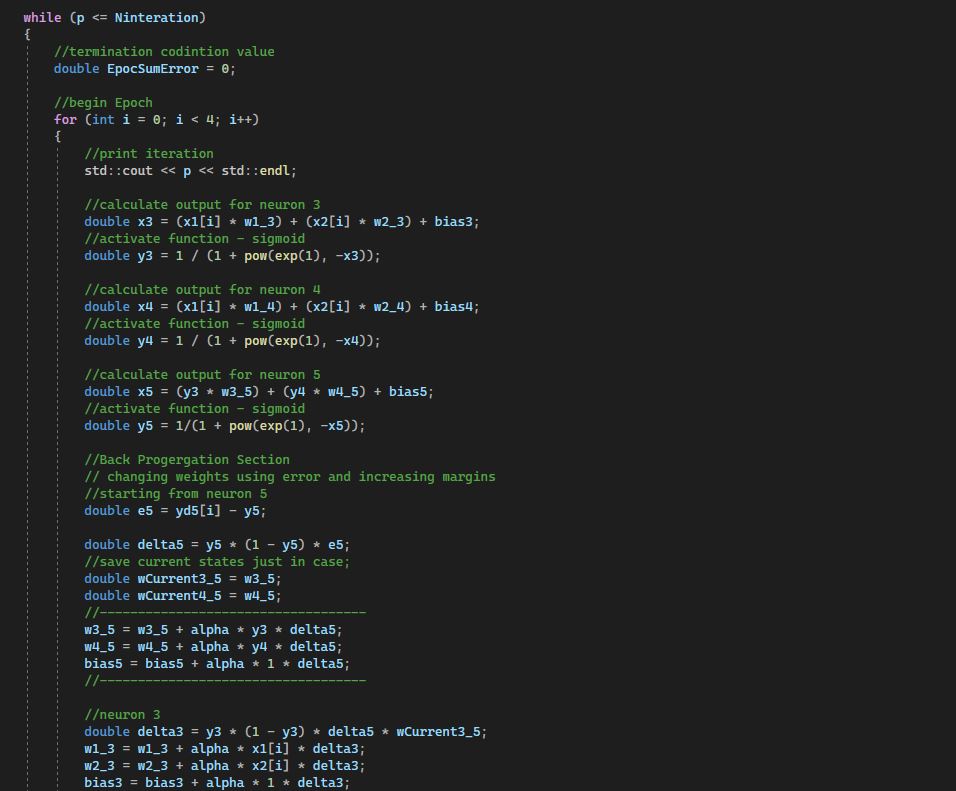 while (p <= Ninteration)
{
//termination codintion value
double EpocSumError = 0;
//begin Epoch
for (int i = 0; i < 4; i++)
{
//print iteration
std::cout << p << std::endl;
//calculate output for neuron 3
double x3 = (x1[i] * w1_3) + (x2[i] * w2_3) + bias3;
//activate function - sigmoid
double y3 = 1 / (1 + pow(exp(1), -x3));
//calculate output for neuron 4
double x4 = (x1[i] * w1_4) + (x2[i] * w2_4) + bias4;
//activate function - sigmoid
double y4 = 1 / (1 + pow(exp(1), -x4));
//calculate output for neuron 5
double x5 = (y3 * w3_5) + (y4 * w4_5) + bias5;
//activate function - sigmoid
double y5 = 1/(1 + pow(exp(1), -x5));
//Back Progergation Section
// changing weights using error and increasing margins
//starting from neuron 5
double e5 = yd5[i] - y5;
double delta5 = y5 * (1 - y5) * e5;
//save current states just in case;
double wCurrent3_5 = w3_5;
double wCurrent4_5 = w4_5;
//-----------------------------------
w3_5 = w3_5 + alpha * y3 * delta5;
w4_5 = w4_5 + alpha * y4 * delta5;
bias5 = bias5 + alpha * 1 * delta5;
//-----------------------------------
//neuron 3
double delta3 = y3 * (1 - y3) * delta5 * wCurrent3_5;
w1_3 = w1_3 + alpha * x1[i] * delta3;
w2_3 = w2_3 + alpha * x2[i] * delta3;
bias3 = bias3 + alpha * 1 * delta3;